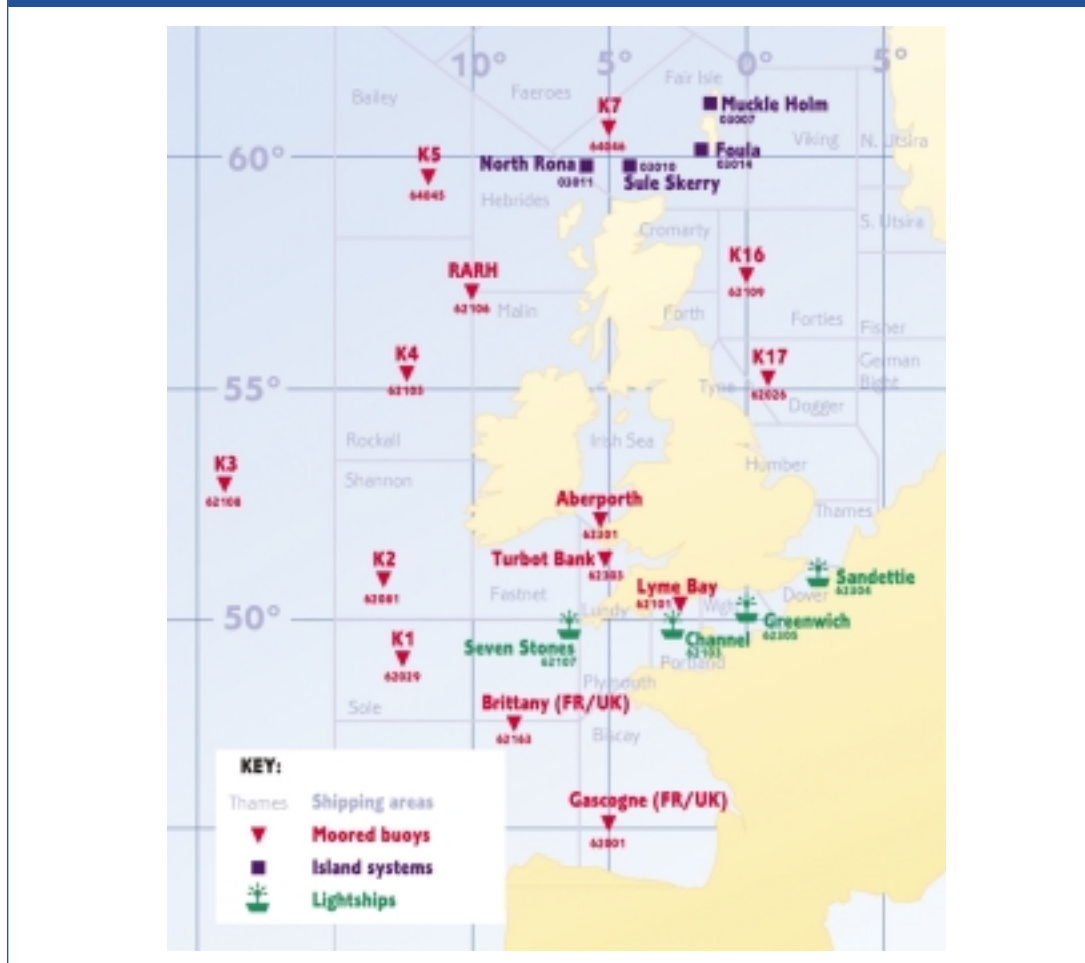 10°
5°
0°
5°
Fair Isle
Bailey
Faeroes
K7
64046
Muckle Holm
03007
Viking
N. Utsira
Foula
03014
60°
K5
64045
North Rona
03011
03010
Sule Skerry
Hebrides
S. Utsira
Cromarty
K16
62109
RARH
62106
Malin
Forth
Forties
Fisher
K4
62105
K17
62026
German
Bight
55°
Tyne
Dogger
Rockall
Irish Sea
Humber
K3
62108
Shannon
Aberporth
62301
Thames
Turbot Bank
62303
K2
62081
Fastnet
Lyme Bay
62101
Wight
Sandettie
62304
Dover
50°
Lundy
Greenwich
62305
Seven Stones
62107
Channel
62103
Portland
K1
62029
Plymouth
Sole
Brittany (FR/UK)
62163
Biscay
Gascogne (FR/UK)
62001
KEY:
Thames Shipping areas
Moored buoys
Island systems
Lightships